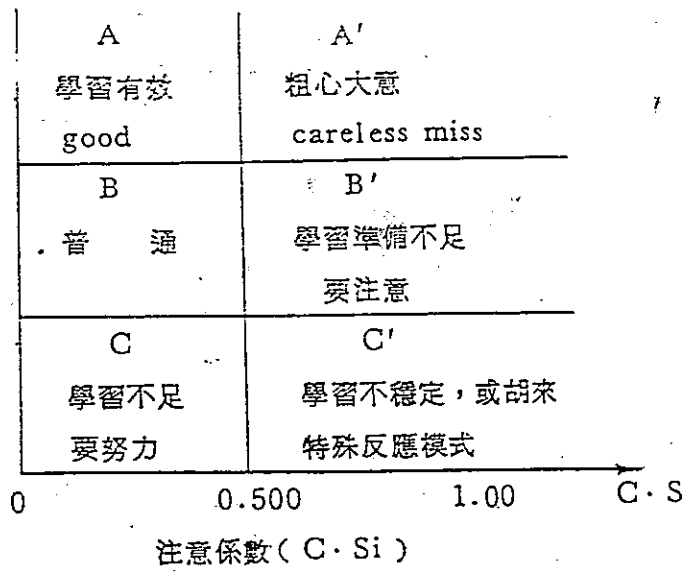 A A′
學習有效 粗心大意
good careless miss
B B′
普 通 學習準備不足
要注意
C C′
學習不足 學習不穩定，或胡來
要努力 特殊反應模式
0 0.500 1.00 C·S
注意係數( C·Si )